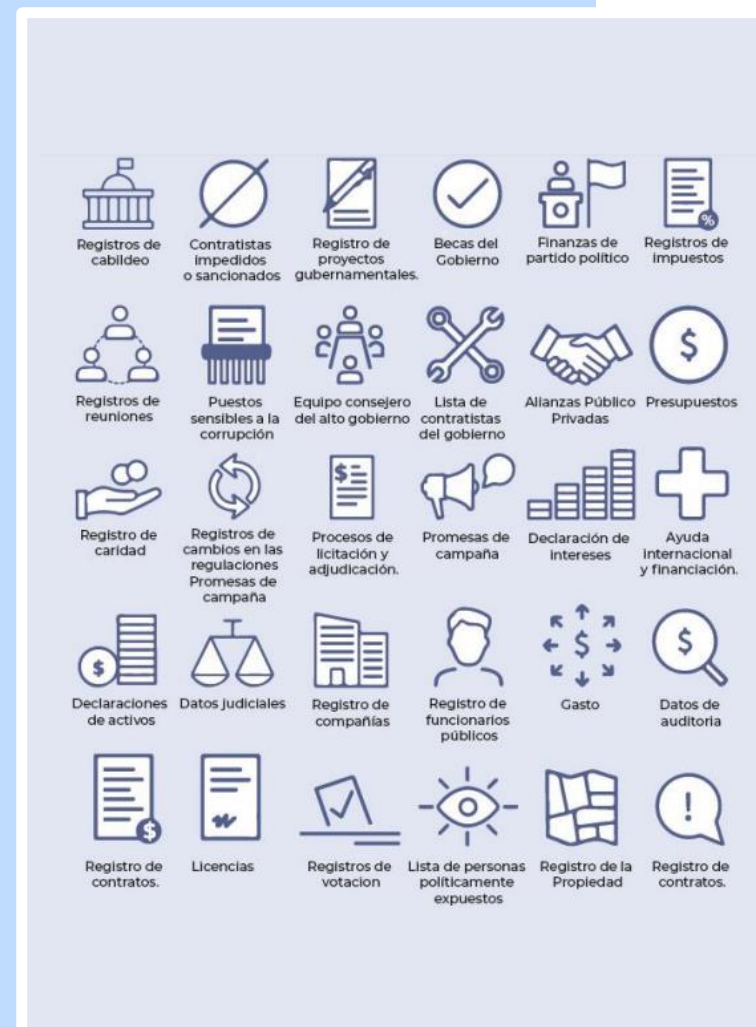 Registros de
cabildeo
Contratistas
impedidos
o sancionados
Registro de
proyectos
gubernamentales.
Becas del
Gobierno
Finanzas de
partido político
Registros de
impuestos
%
Registros de
reuniones
Puestos
sensibles a la
corrupción
Equipo consejero
del alto gobierno
Lista de
contratistas
del gobierno
Alianzas Público
Privadas
$
Presupuestos
Registro de
caridad
Registros de
cambios en las
regulaciones
Promesas de
campaña
$
Procesos de
licitación y
adjudicación.
Promesas de
campaña
Declaración de
intereses
Ayuda
internacional
y financiación.
$
Declaraciones
de activos
Datos judiciales
Registro de
compañías
Registro de
funcionarios
públicos
$
Gasto
$
Datos de
auditoria
$
Registro de
contratos.
Licencias
Registros de
votacion
Lista de personas
políticamente
expuestos
Registro de la
Propiedad
!
Registro de
contratos.